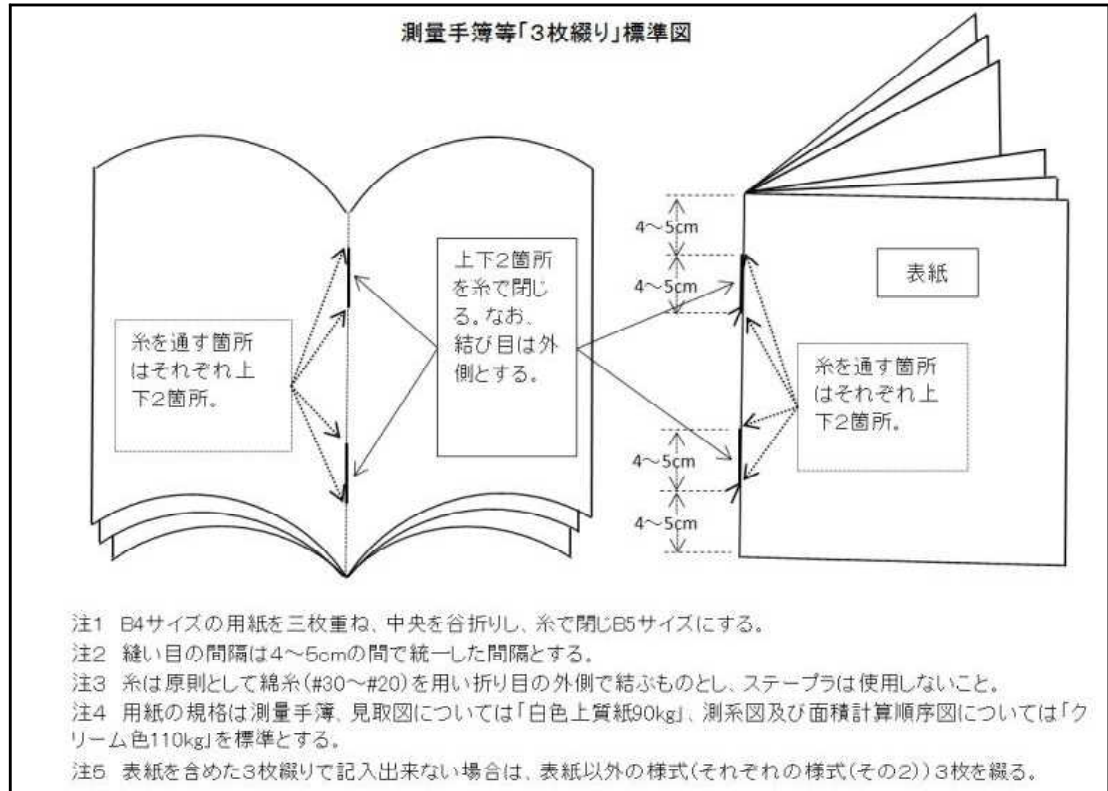 測量手簿等「３枚綴り」標準図
4～5cm
4～5cm
表紙
上下２箇所
を糸で閉じ
る。なお、
結び目は外
側とする。
糸を通す箇所
はそれぞれ上
下２箇所。
糸を通す箇所
はそれぞれ上
下２箇所。
4～5cm
4～5cm
注1 B4サイズの用紙を三枚重ね、中央を谷折りし、糸で閉じB5サイズにする。
注2 縫い目の間隔は4～5cmの間で統一した間隔とする。
注3 糸は原則として綿糸(#30～#20)を用い折り目の外側で結ぶものとし、ステープラは使用しないこと。
注4 用紙の規格は測量手簿、見取図については「白色上質紙90kg」、測系図及び面積計算順序図については「ク
リーム色110kg」を標準とする。
注5 表紙を含めた３枚綴りで記入出来ない場合は、表紙以外の様式(それぞれの様式(その2))３枚を綴る。